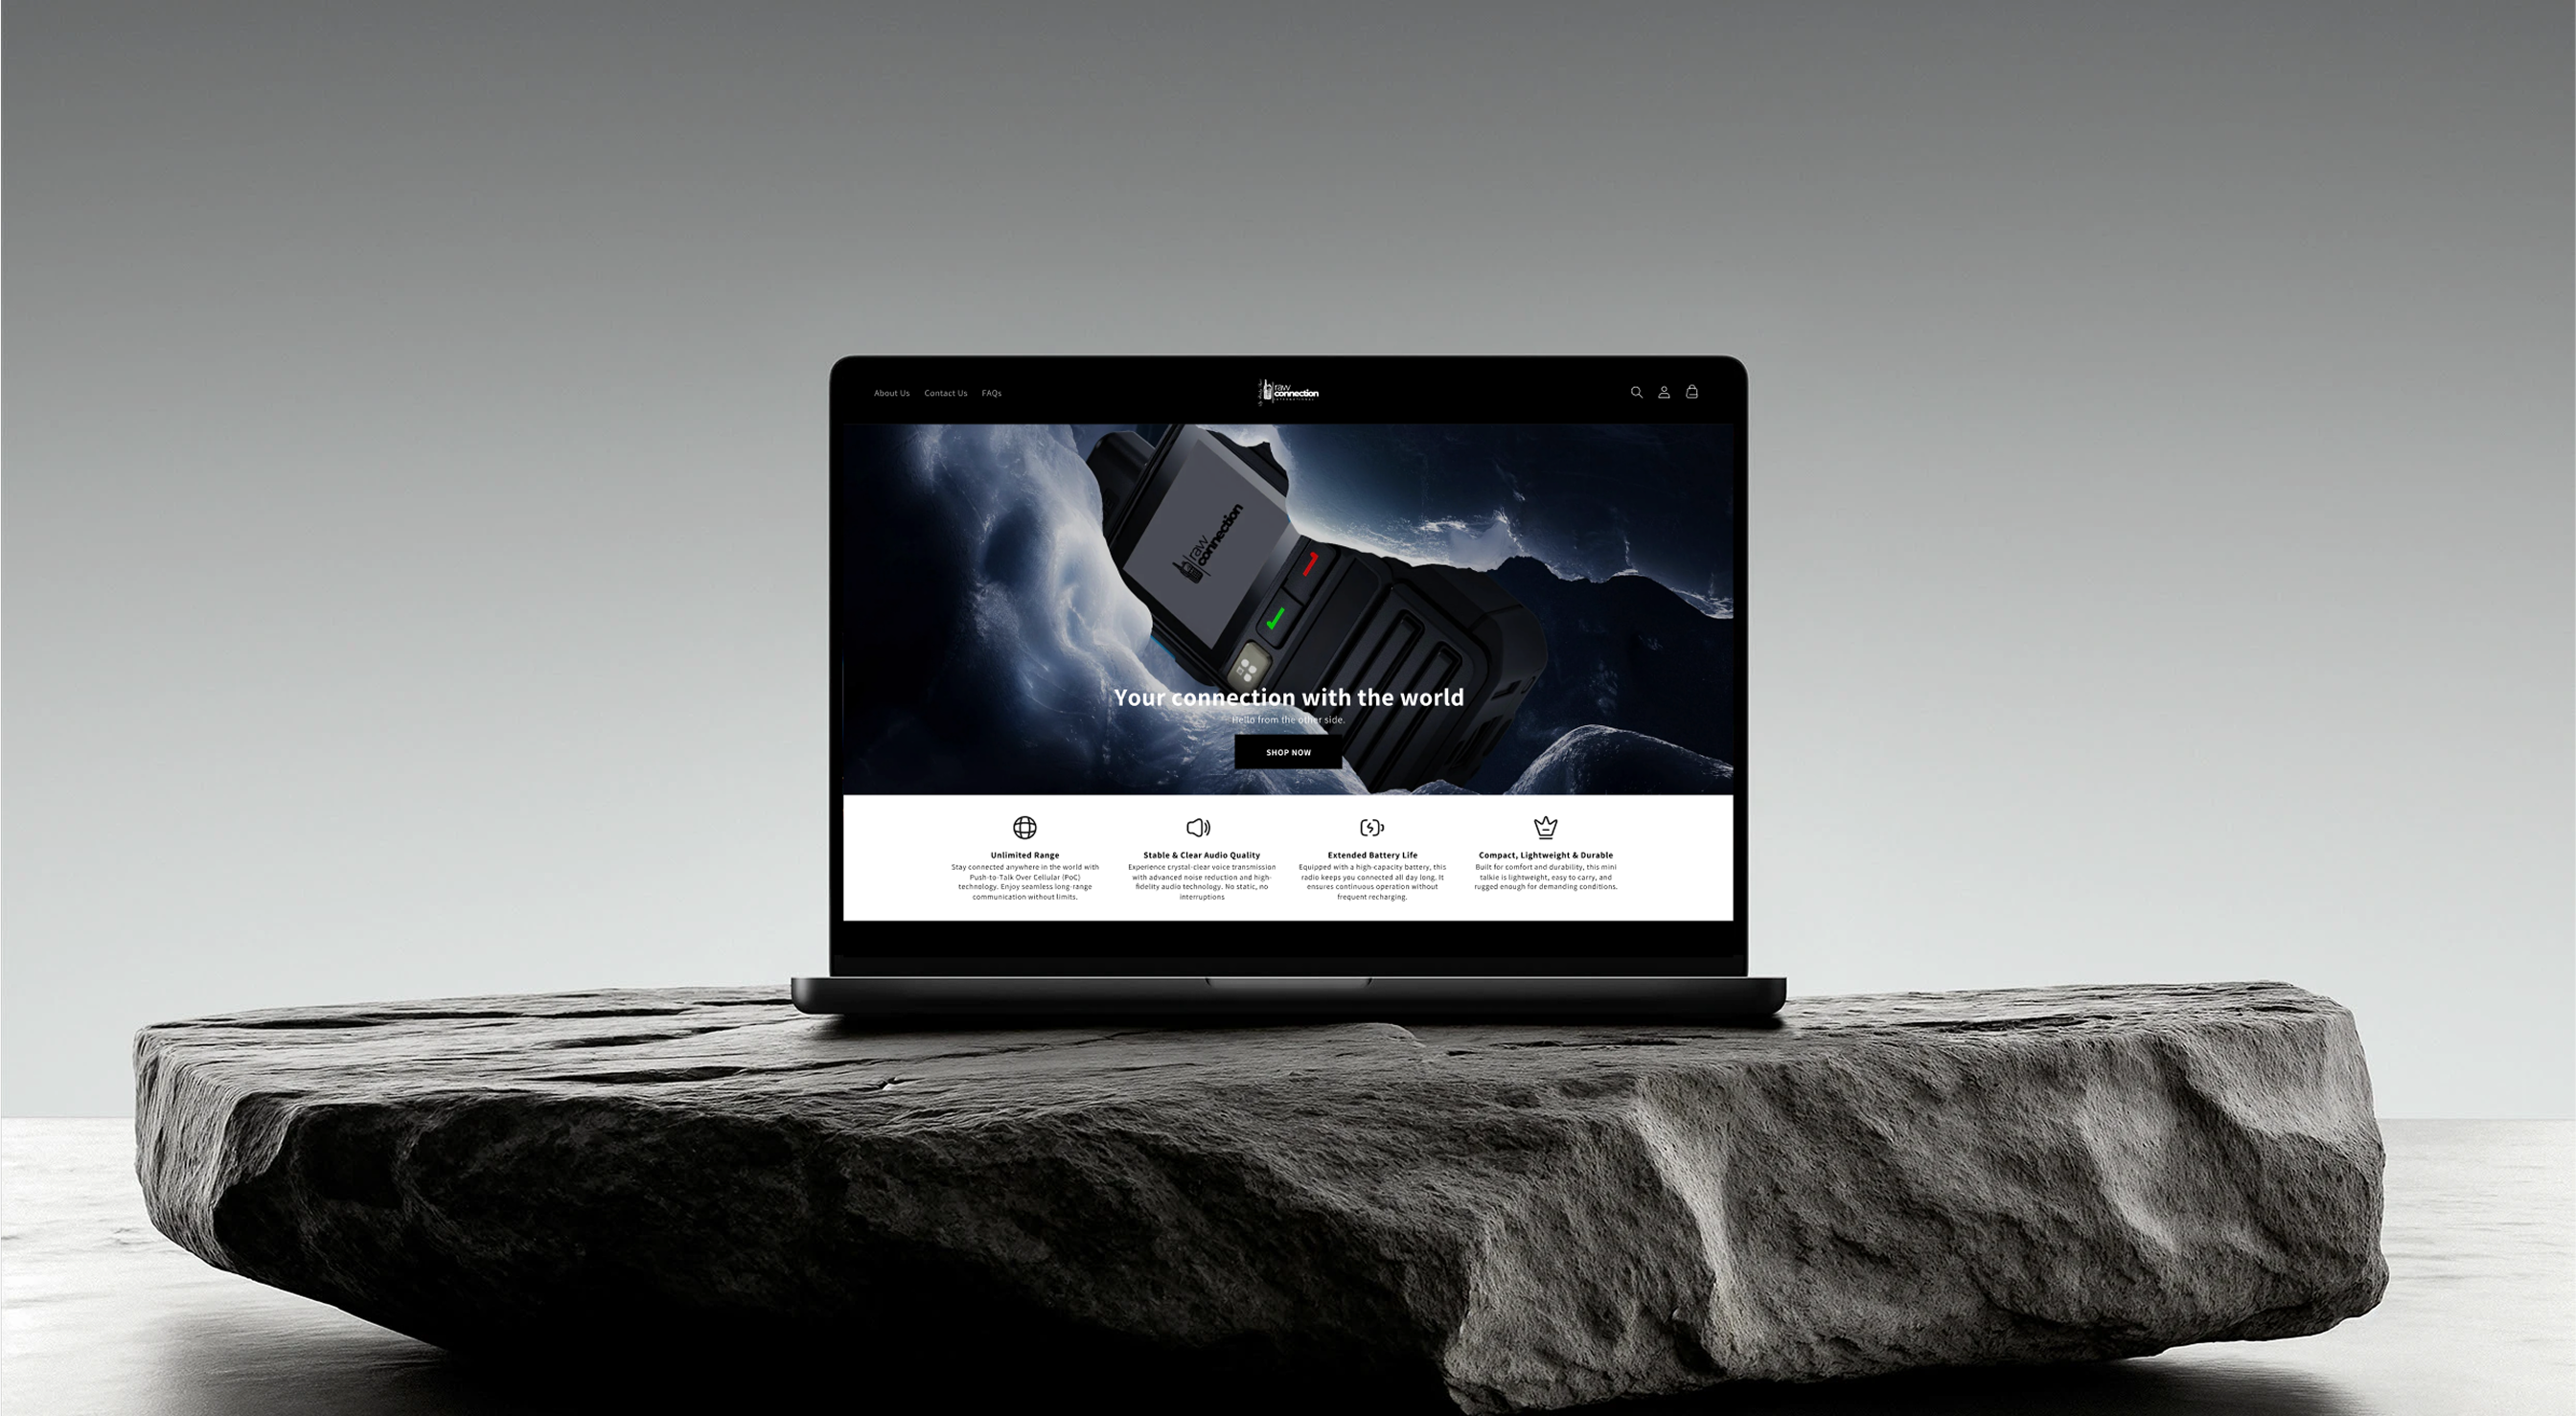 About Us Contact Us FAQs
raw
connection
INTERNATIONAL
raw
connection
Your connection with the world
Hello from the other side.
SHOP NOW
Unlimited Range
Stay connected anywhere in the world with
Push-to-Talk Over Cellular (PoC)
technology. Enjoy seamless long-range
communication without limits.
Stable & Clear Audio Quality
Experience crystal-clear voice transmission
with advanced noise reduction and high-
fidelity audio technology. No static, no
interruptions
Extended Battery Life
Equipped with a high-capacity battery, this
radio keeps you connected all day long. It
ensures continuous operation without
frequent recharging.
Compact, Lightweight & Durable
Built for comfort and durability, this mini
talkie is lightweight, easy to carry, and
rugged enough for demanding conditions.